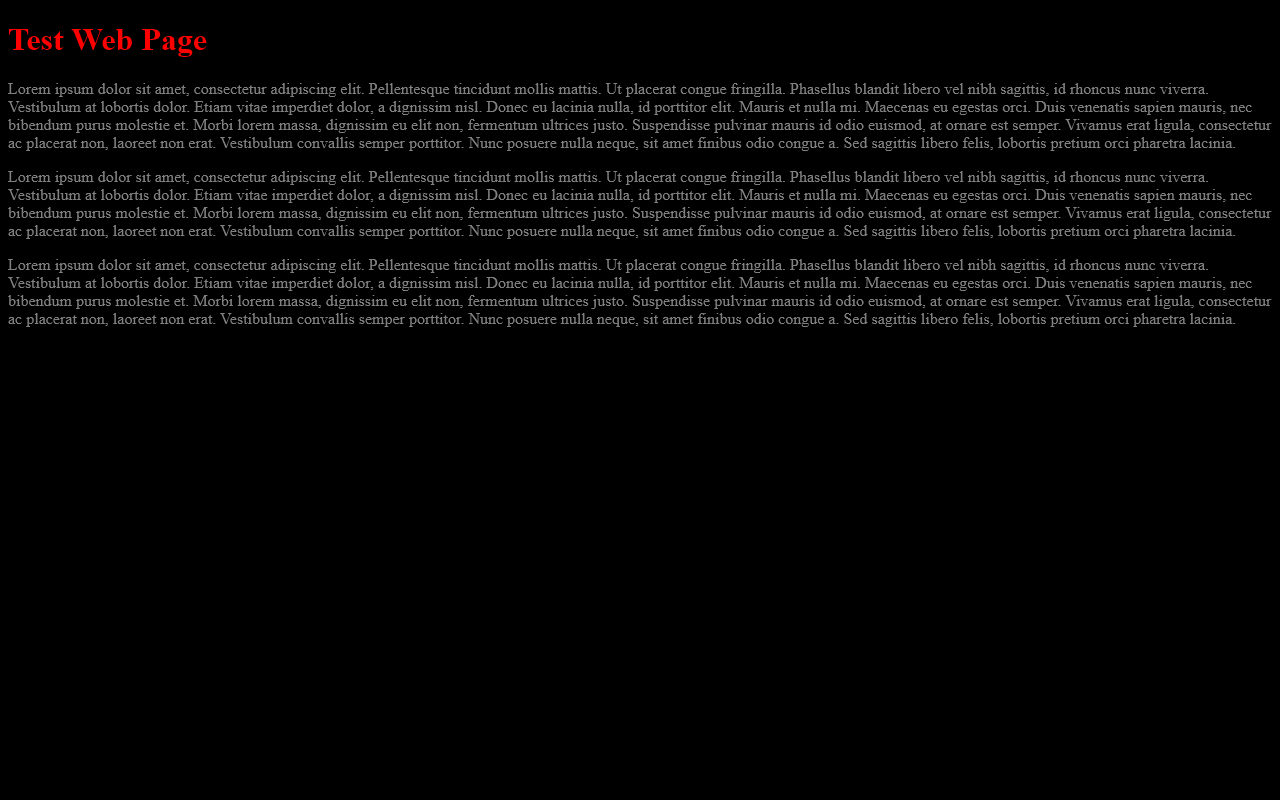 Test Web Page
Lorem ipsum dolor sit amet, consectetur adipiscing elit. Pellentesque tincidunt mollis mattis. Ut placerat congue fringilla. Phasellus blandit libero vel nibh sagittis, id rhoncus nunc viverra.
Vestibulum at lobortis dolor. Etiam vitae imperdiet dolor, a dignissim nisl. Donec eu lacinia nulla, id porttitor elit. Mauris et nulla mi. Maecenas eu egestas orci. Duis venenatis sapien mauris, nec
bibendum purus molestie et. Morbi lorem massa, dignissim eu elit non, fermentum ultrices justo. Suspendisse pulvinar mauris id odio euismod, at ornare est semper. Vivamus erat ligula, consectetur
ac placerat non, laoreet non erat. Vestibulum convallis semper porttitor. Nunc posuere nulla neque, sit amet finibus odio congue a. Sed sagittis libero felis, lobortis pretium orci pharetra lacinia.
Lorem ipsum dolor sit amet, consectetur adipiscing elit. Pellentesque tincidunt mollis mattis. Ut placerat congue fringilla. Phasellus blandit libero vel nibh sagittis, id rhoncus nunc viverra.
Vestibulum at lobortis dolor. Etiam vitae imperdiet dolor, a dignissim nisl. Donec eu lacinia nulla, id porttitor elit. Mauris et nulla mi. Maecenas eu egestas orci. Duis venenatis sapien mauris, nec
bibendum purus molestie et. Morbi lorem massa, dignissim eu elit non, fermentum ultrices justo. Suspendisse pulvinar mauris id odio euismod, at ornare est semper. Vivamus erat ligula, consectetur
ac placerat non, laoreet non erat. Vestibulum convallis semper porttitor. Nunc posuere nulla neque, sit amet finibus odio congue a. Sed sagittis libero felis, lobortis pretium orci pharetra lacinia.
Lorem ipsum dolor sit amet, consectetur adipiscing elit. Pellentesque tincidunt mollis mattis. Ut placerat congue fringilla. Phasellus blandit libero vel nibh sagittis, id rhoncus nunc viverra.
Vestibulum at lobortis dolor. Etiam vitae imperdiet dolor, a dignissim nisl. Donec eu lacinia nulla, id porttitor elit. Mauris et nulla mi. Maecenas eu egestas orci. Duis venenatis sapien mauris, nec
bibendum purus molestie et. Morbi lorem massa, dignissim eu elit non, fermentum ultrices justo. Suspendisse pulvinar mauris id odio euismod, at ornare est semper. Vivamus erat ligula, consectetur
ac placerat non, laoreet non erat. Vestibulum convallis semper porttitor. Nunc posuere nulla neque, sit amet finibus odio congue a. Sed sagittis libero felis, lobortis pretium orci pharetra lacinia.